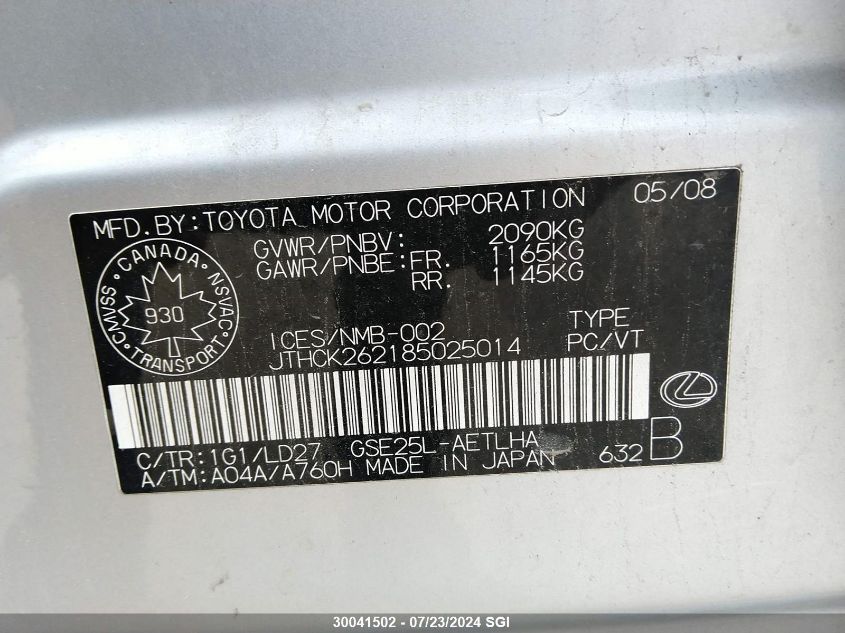 MFD.BY:TOYOTA MOTOR CORPORATION 05/08
GVWR/PNBV: 2090KG
GAWR/PNBE:FR: 1165KG
RR: 1145KG
CMVSS · CANADA · NSVAC · TRANSPORT ·
930
ICES/NMB-002 TYPE
JTHCK262185025014 PC/VT
C/TR:1G1/LD27 GSE25L-AETLHA
A/TM:A04A/A760H MADE IN JAPAN 632 B
30041502 - 07/23/2024 SGI